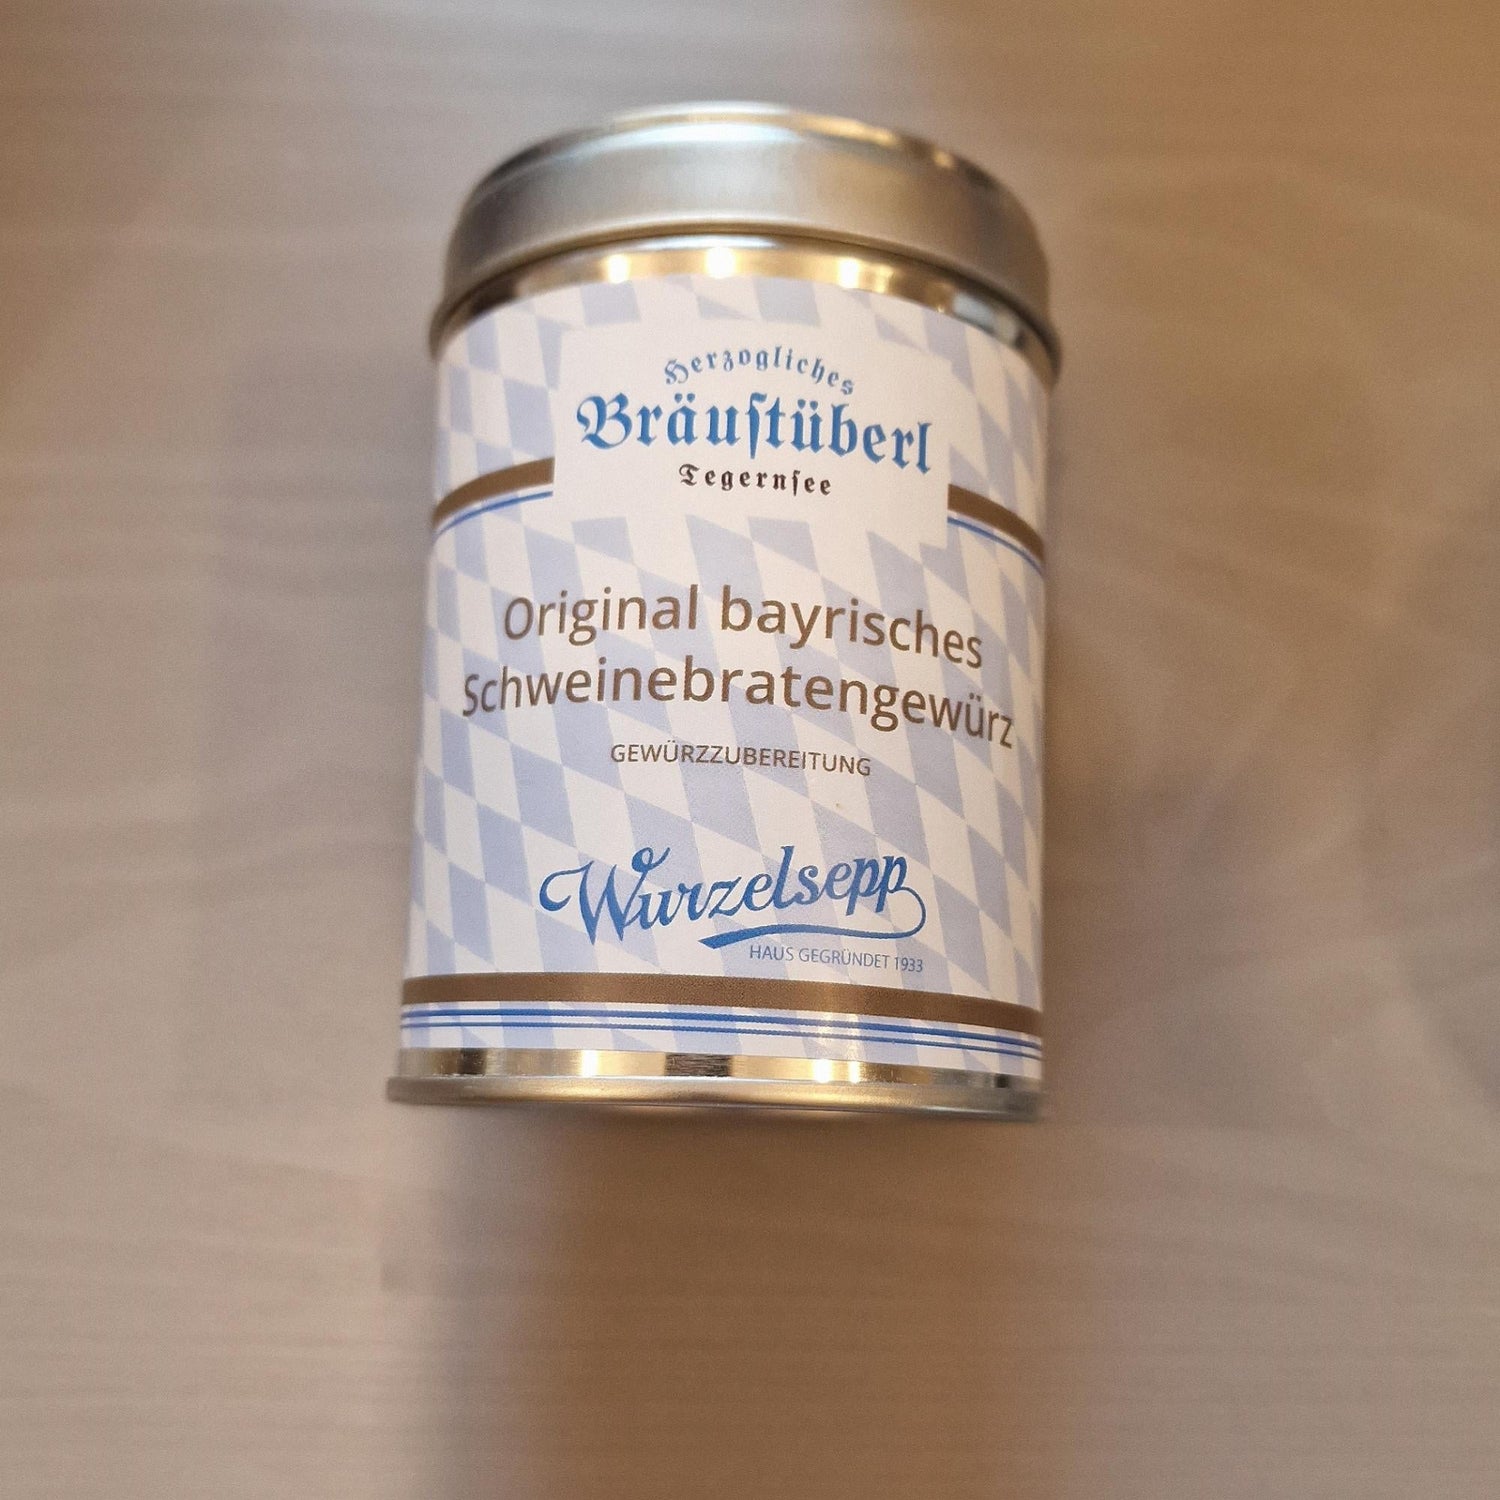 Herzogliches
Bräuſtüberl
Tegernſee
Original bayrisches
Schweinebratengewürz
GEWÜRZZUBEREITUNG
Wurzelsepp
HAUS GEGRÜNDET 1933